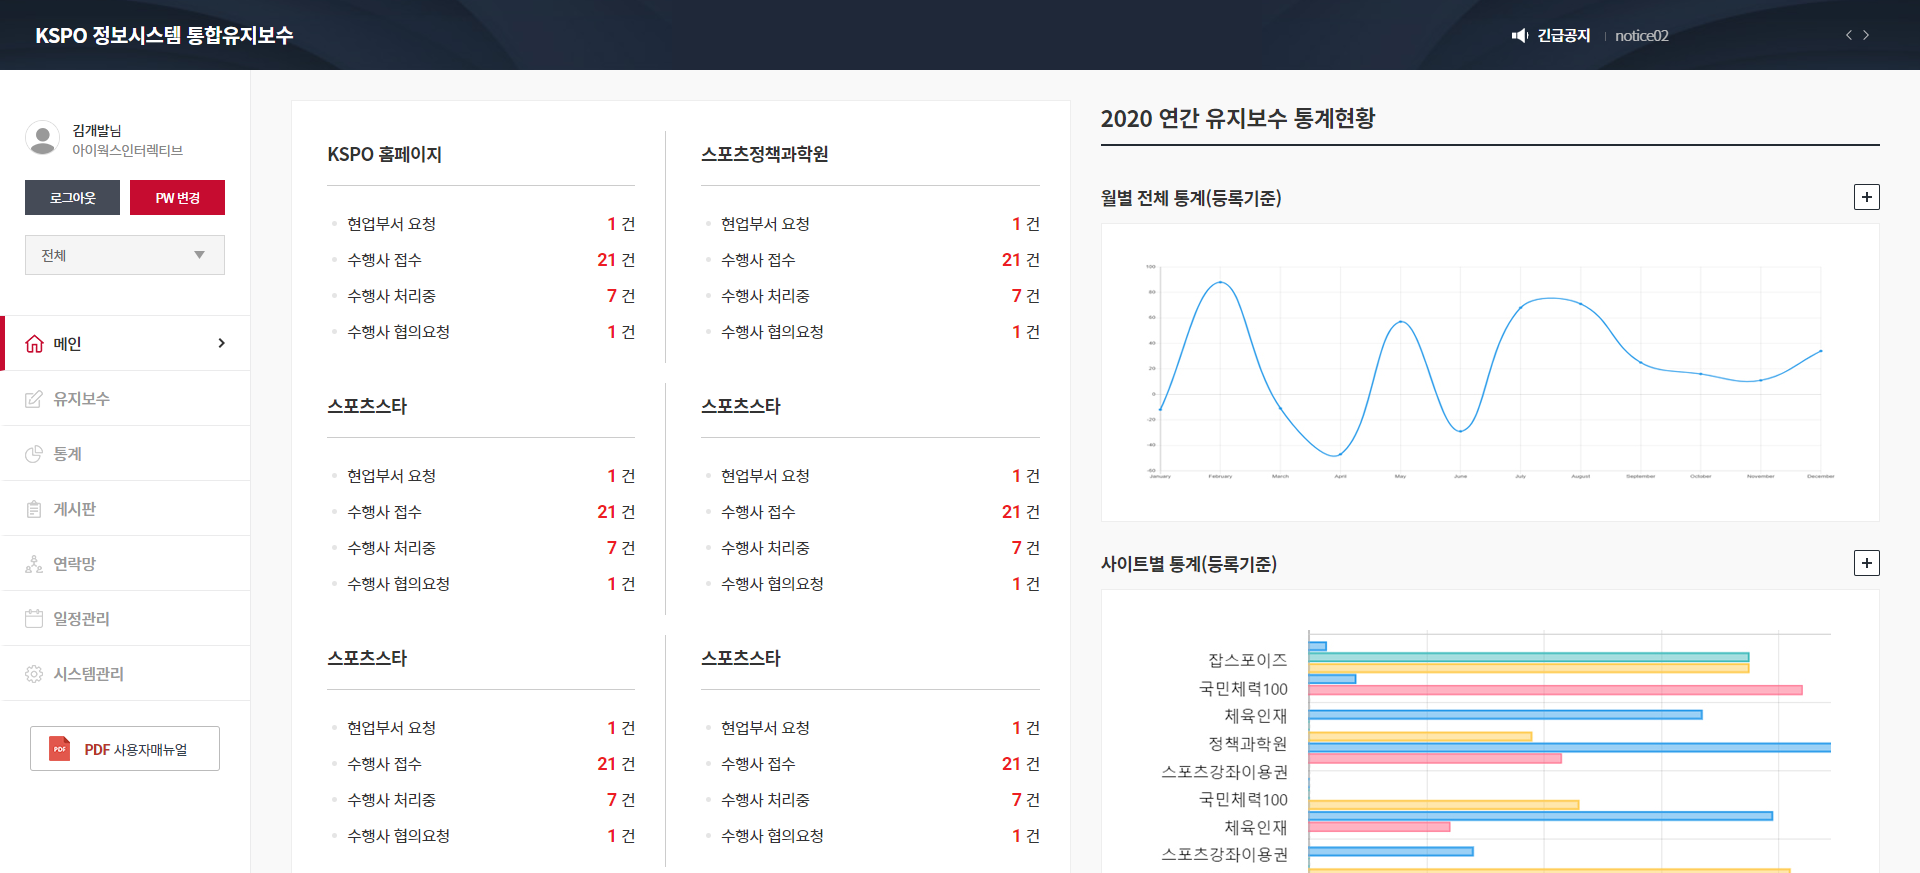 KSPO 정보시스템 통합유지보수
긴급공지 notice02
김개발님
아이웍스인터렉티브
로그아웃 PW 변경
전체
메인
유지보수
통계
게시판
연락망
일정관리
시스템관리
PDF PDF 사용자매뉴얼
KSPO 홈페이지
현업부서 요청 1 건
수행사 접수 21 건
수행사 처리중 7 건
수행사 협의요청 1 건
스포츠정책과학원
현업부서 요청 1 건
수행사 접수 21 건
수행사 처리중 7 건
수행사 협의요청 1 건
스포츠스타
현업부서 요청 1 건
수행사 접수 21 건
수행사 처리중 7 건
수행사 협의요청 1 건
스포츠스타
현업부서 요청 1 건
수행사 접수 21 건
수행사 처리중 7 건
수행사 협의요청 1 건
스포츠스타
현업부서 요청 1 건
수행사 접수 21 건
수행사 처리중 7 건
수행사 협의요청 1 건
스포츠스타
현업부서 요청 1 건
수행사 접수 21 건
수행사 처리중 7 건
수행사 협의요청 1 건
2020 연간 유지보수 통계현황
월별 전체 통계(등록기준)
100
80
60
40
20
0
-20
-40
-60
January February March April May June July August September October November December
사이트별 통계(등록기준)
잡스포이즈
국민체력100
체육인재
정책과학원
스포츠강좌이용권
국민체력100
체육인재
스포츠강좌이용권